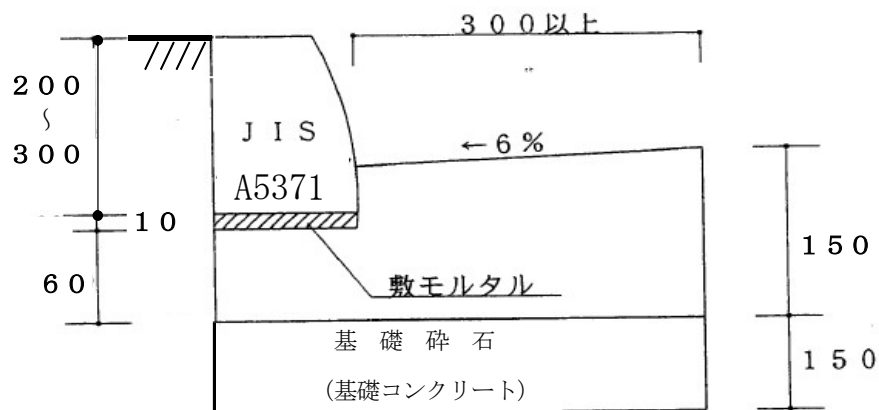 ３００以上
２００
～
３００
ＪＩＳ
A5371
←６％
１０
６０
敷モルタル
１５０
基礎砕石
(基礎コンクリート)
１５０